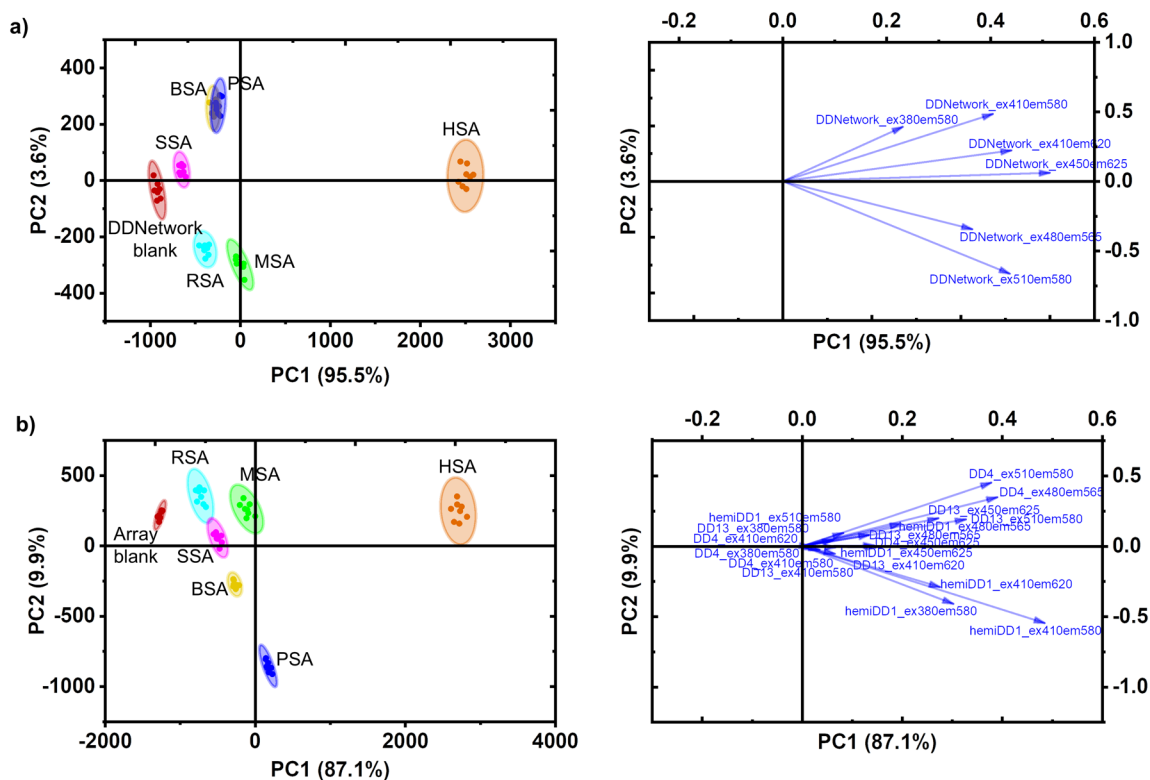 a)
400
200
0
-200
-400
PC2 (3.6%)
BSA
PSA
SSA
HSA
DDNetwork
blank
RSA
MSA
-1000
0
1000
2000
3000
PC1 (95.5%)
-0.2
0.0
0.2
0.4
0.6
1.0
0.5
0.0
-0.5
-1.0
PC2 (3.6%)
DDNetwork_ex410em580
DDNetwork_ex380em580
DDNetwork_ex410em620
DDNetwork_ex450em625
DDNetwork_ex480em565
DDNetwork_ex510em580
PC1 (95.5%)
b)
500
0
-500
-1000
PC2 (9.9%)
RSA
MSA
HSA
Array
blank
SSA
BSA
PSA
-2000
0
2000
4000
PC1 (87.1%)
0.0
0.2
0.4
0.6
0.5
0.0
-0.5
-1.0
PC2 (9.9%)
DD4_ex510em580
DD4_ex480em565
DD13_ex450em625
hemiDD1_ex510em580
DD13_ex510em580
DD13_ex380em580
hemiDD1_ex480em565
DD13_ex480em565
DD4_ex410em620
DD4_ex450em625
DD4_ex380em580
hemiDD1_ex450em625
DD4_ex410em580
DD13_ex410em620
DD13_ex410em580
hemiDD1_ex410em620
hemiDD1_ex380em580
hemiDD1_ex410em580
PC1 (87.1%)